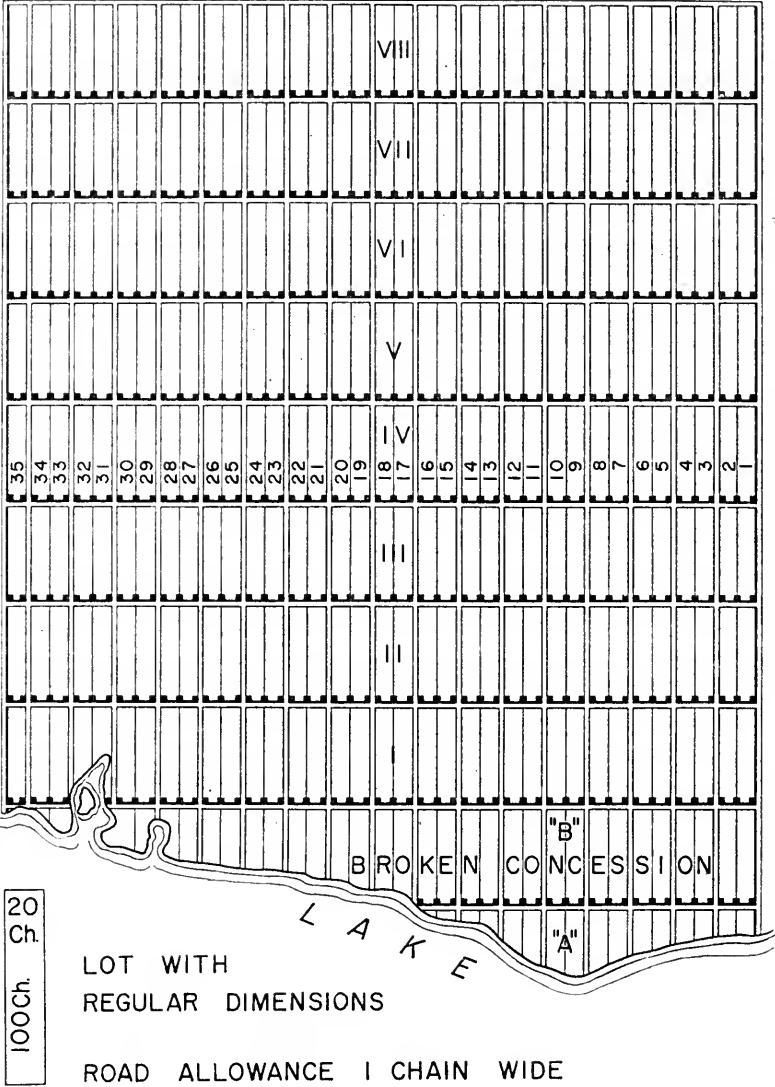 VIII
VII
VI
V
IV
35 34 33 32 31 30 29 28 27 26 25 24 23 22 21 20 19 18 17 16 15 14 13 12 11 10 9 8 7 6 5 4 3 2 1
III
II
I
"B"
BROKEN CONCESSION
"A"
LAKE
20
Ch.
100Ch.
LOT WITH
REGULAR DIMENSIONS
ROAD ALLOWANCE 1 CHAIN WIDE